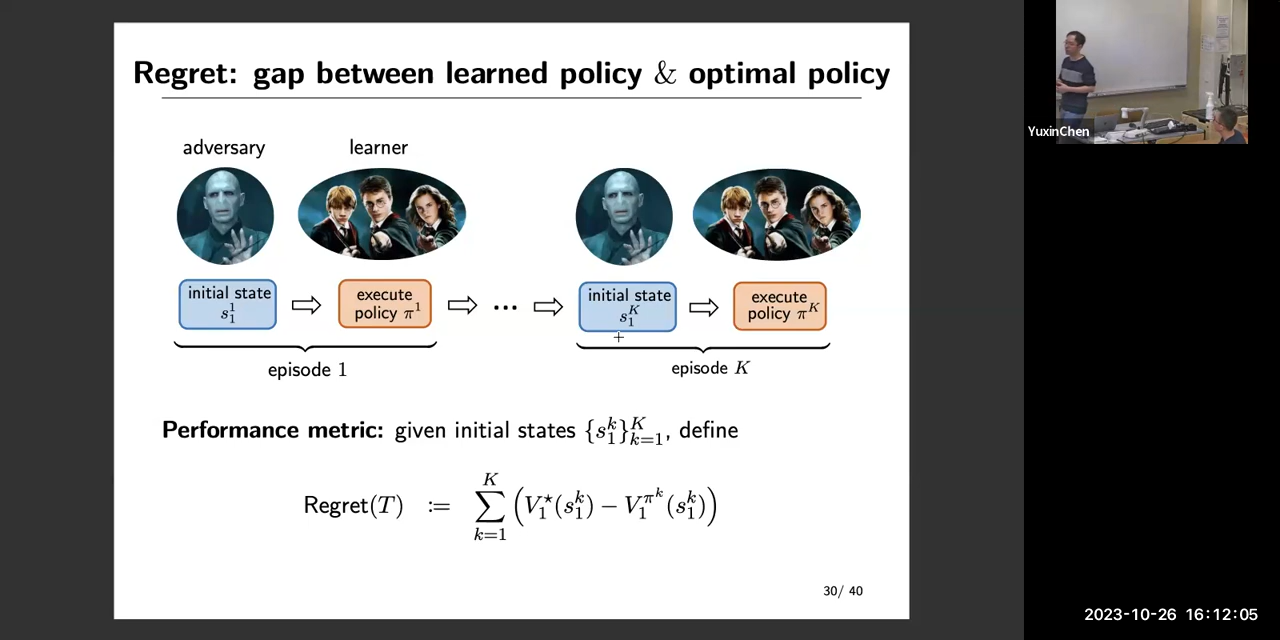 Regret: gap between learned policy & optimal policy
adversary
learner
initial state
s_1^1
execute
policy π^1
...
initial state
s_1^K
execute
policy π^K
episode 1
episode K
Performance metric: given initial states {s_1^k}_{k=1}^K, define
Regret(T) := \sum_{k=1}^{K} (V_1^⋆(s_1^k) − V_1^{π^k}(s_1^k))
30/ 40
YuxinChen
2023-10-26 16:12:05